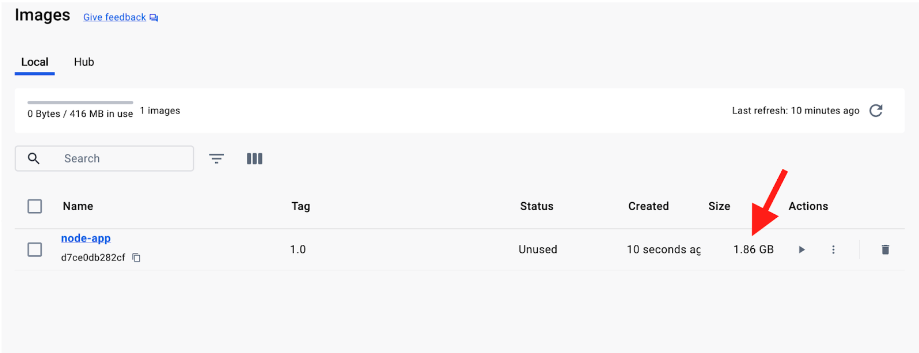 Images Give feedback
Local Hub
0 Bytes / 416 MB in use 1 images Last refresh: 10 minutes ago
Search
Name Tag Status Created Size Actions
node-app
1.0 Unused 10 seconds ag 1.86 GB
d7ce0db282cf